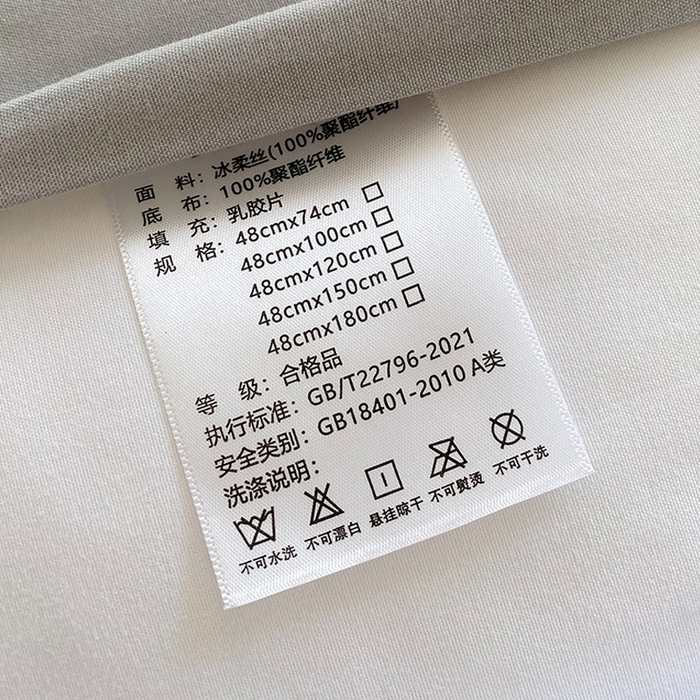 面 料：冰柔丝(100%聚酯纤维)
底 布：100%聚酯纤维
填 充：乳胶片
规 格：48cmx74cm □
48cmx100cm □
48cmx120cm □
48cmx150cm □
48cmx180cm □
等 级：合格品
执行标准：GB/T22796-2021
安全类别：GB18401-2010 A类
洗涤说明：
不可水洗 不可漂白 悬挂晾干 不可熨烫 不可干洗